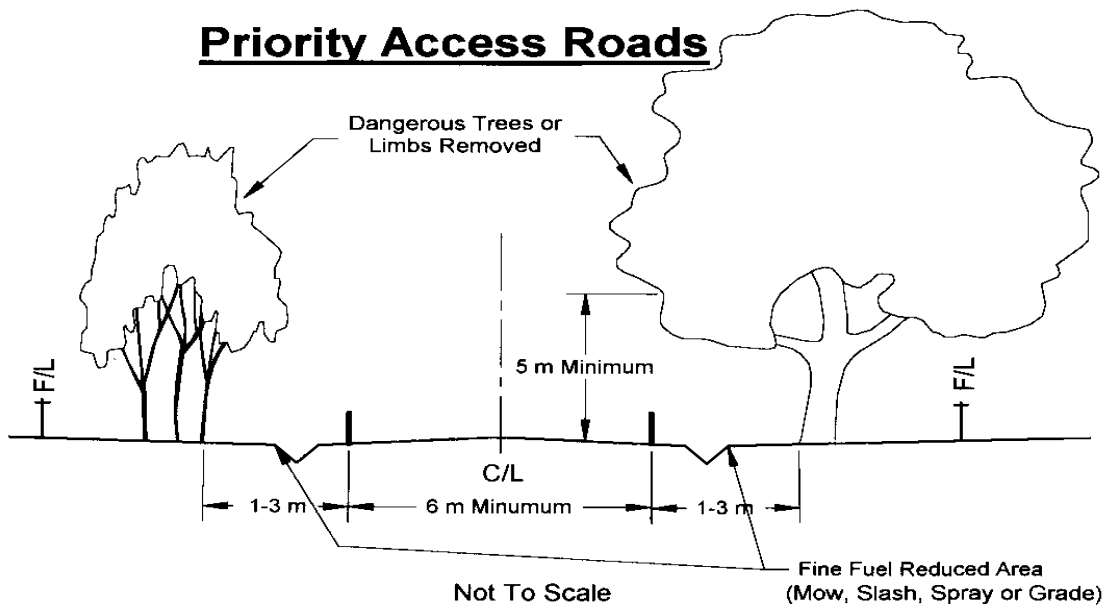 Priority Access Roads
Dangerous Trees or
Limbs Removed
F/L
5 m Minimum
F/L
C/L
1-3 m
6 m Minumum
1-3 m
Fine Fuel Reduced Area
(Mow, Slash, Spray or Grade)
Not To Scale